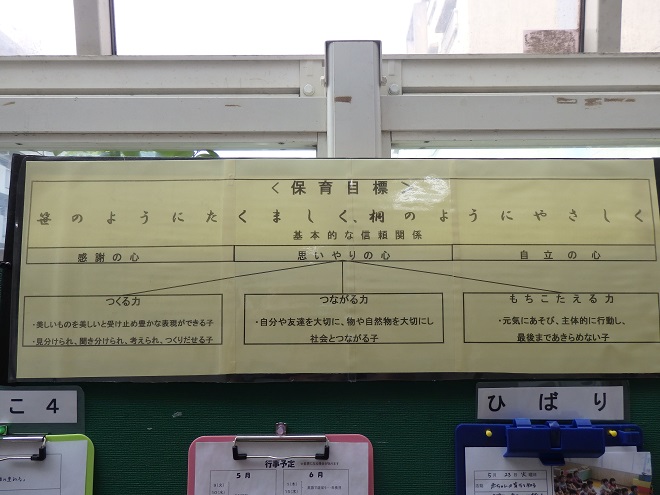 ＜保育目標＞
笹のようにたくましく、桐のようにやさしく
基本的な信頼関係
感謝の心
思いやりの心
自立の心
つくる力
・美しいものを美しいと受け止め豊かな表現ができる子
・見分けられ、聞き分けられ、考えられ、つくりだせる子
つながる力
・自分や友達を大切に、物や自然物を大切にし
社会とつながる子
もちこたえる力
・元気にあそび、主体的に行動し、
最後まであきらめない子
こ4
ひばり
行事予定
5月
6月
5月23日